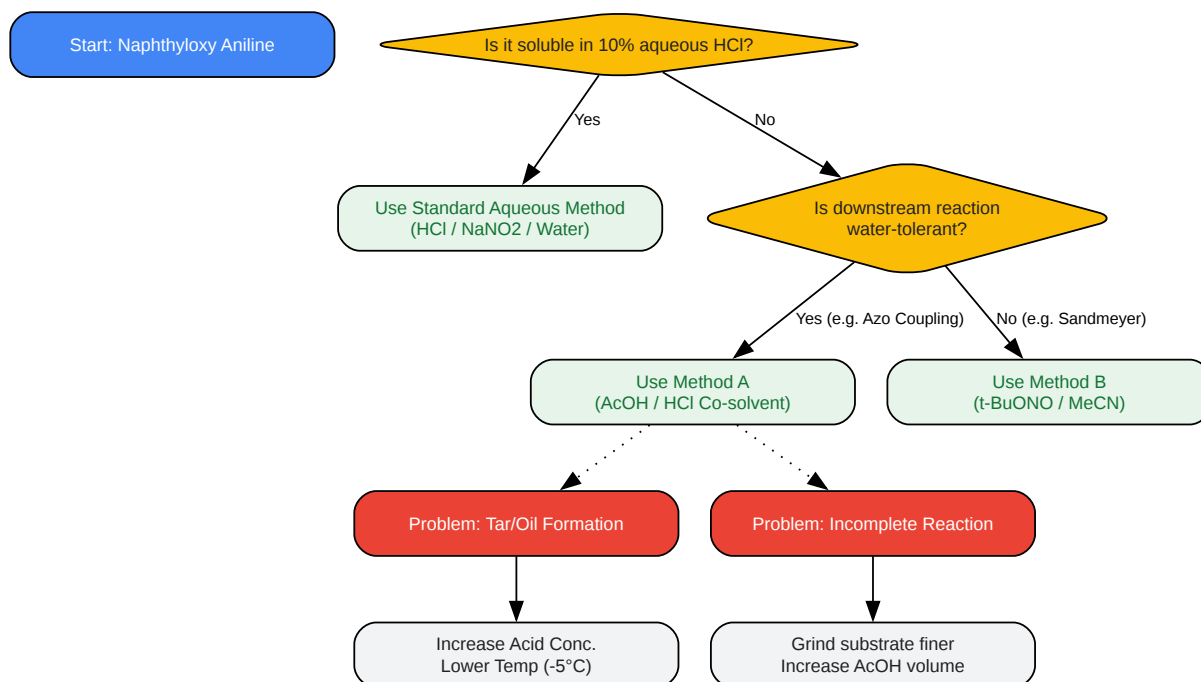 Start: Naphthyloxy Aniline
Is it soluble in 10% aqueous HCl?
Yes
No
Use Standard Aqueous Method
(HCl / NaNO2 / Water)
Is downstream reaction
water-tolerant?
Yes (e.g. Azo Coupling)
No (e.g. Sandmeyer)
Use Method A
(AcOH / HCl Co-solvent)
Use Method B
(t-BuONO / MeCN)
Problem: Tar/Oil Formation
Problem: Incomplete Reaction
Increase Acid Conc.
Lower Temp (-5°C)
Grind substrate finer
Increase AcOH volume